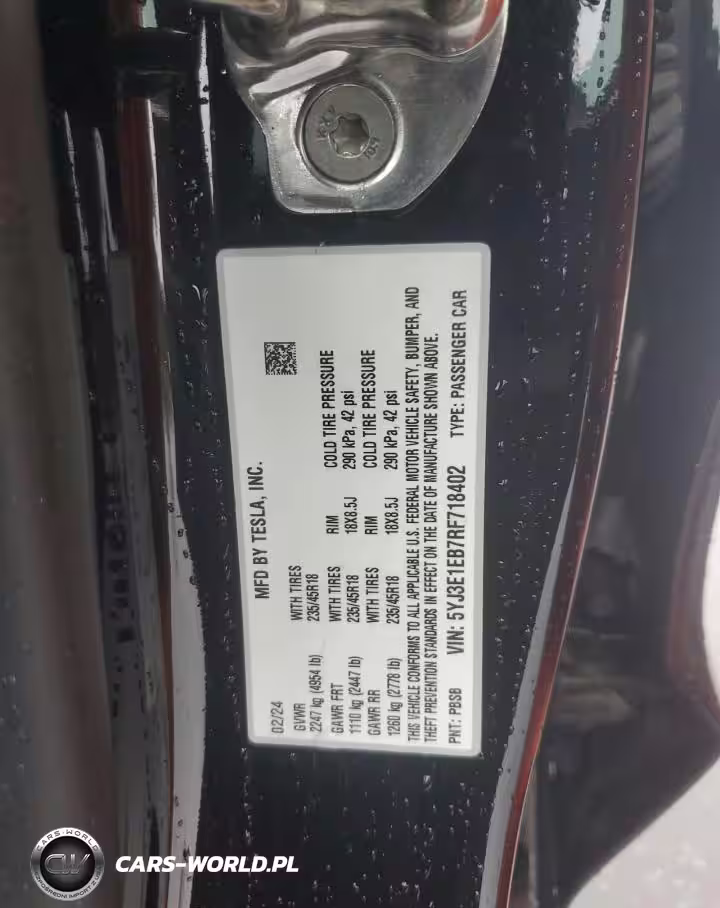 MFD BY TESLA, INC.
02/24
GVWR WITH TIRES
2247 kg (4954 lb) 235/45R18
GAWR FRT WITH TIRES RIM COLD TIRE PRESSURE
1110 kg (2447 lb) 235/45R18 18X8.5J 290 kPa, 42 psi
GAWR RR WITH TIRES RIM COLD TIRE PRESSURE
1260 kg (2778 lb) 235/45R18 18X8.5J 290 kPa, 42 psi
THIS VEHICLE CONFORMS TO ALL APPLICABLE U.S. FEDERAL MOTOR VEHICLE SAFETY, BUMPER, AND
THEFT PREVENTION STANDARDS IN EFFECT ON THE DATE OF MANUFACTURE SHOWN ABOVE.
PNT: PBSB VIN: 5YJ3E1EB7RF718402 TYPE: PASSENGER CAR
CARS-WORLD
CW
CARS-WORLD.PL